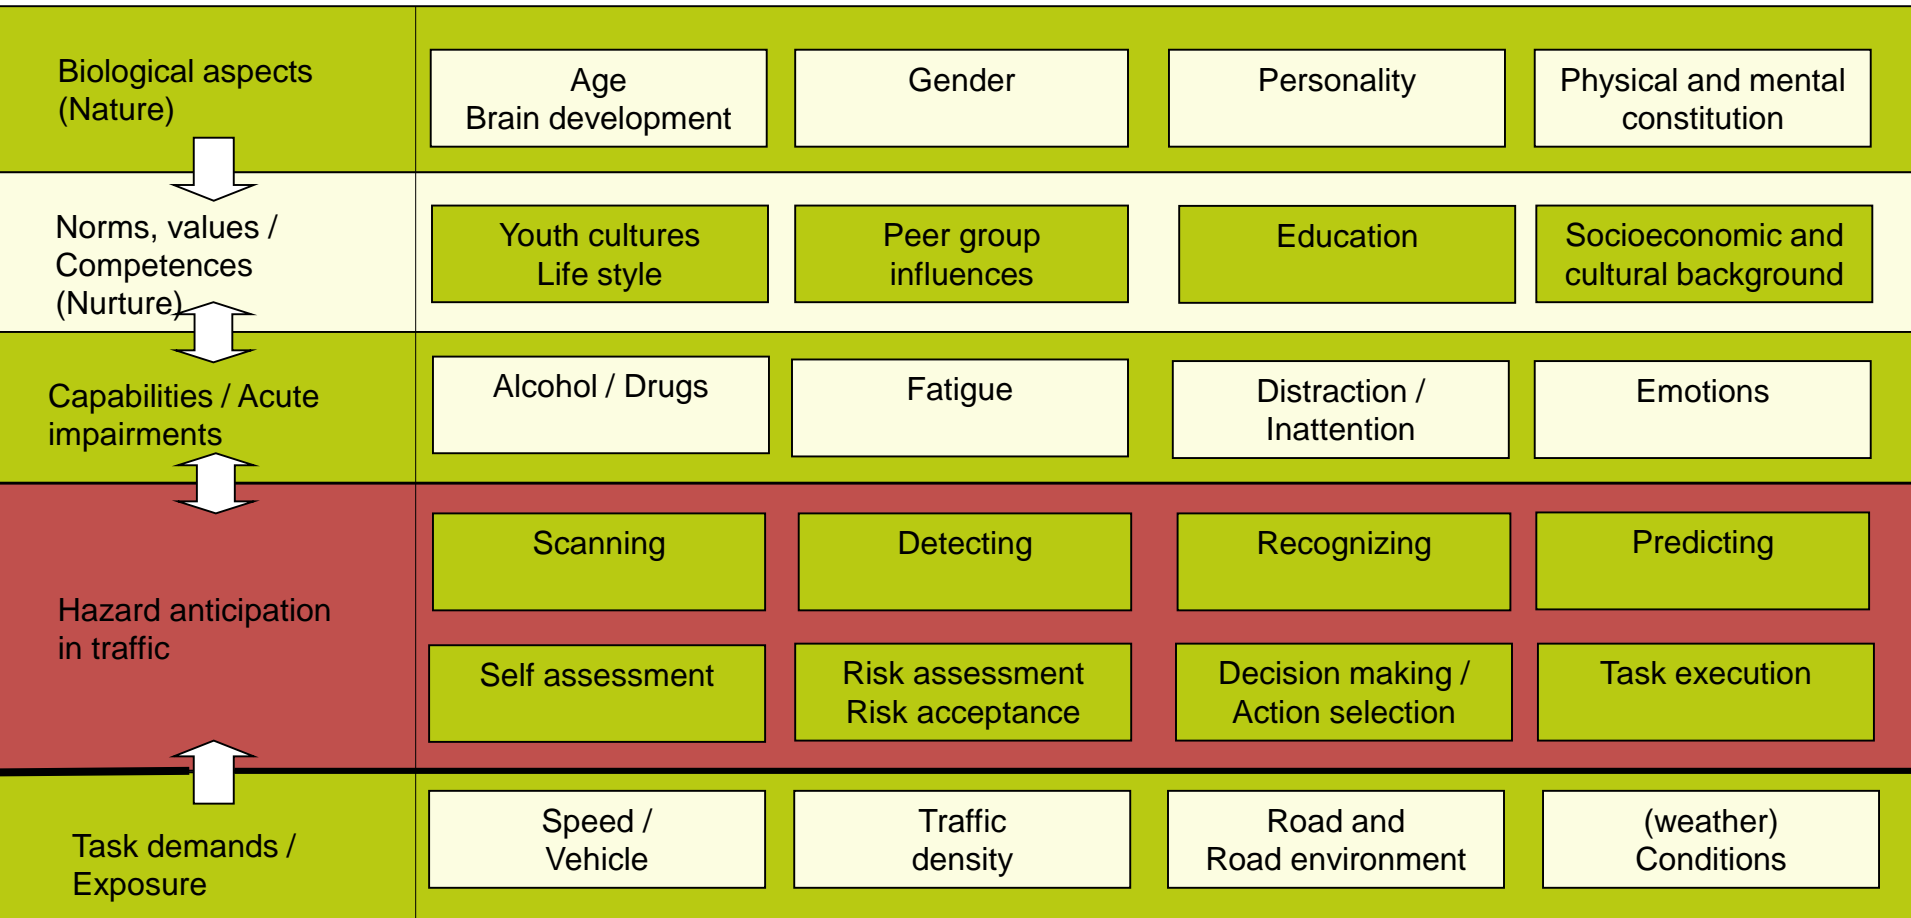 Biological aspects
(Nature)
Age
Brain development
Gender
Personality
Physical and mental
constitution
Norms, values /
Competences
(Nurture)
Youth cultures
Life style
Peer group
influences
Education
Socioeconomic and
cultural background
Capabilities / Acute
impairments
Alcohol / Drugs
Fatigue
Distraction /
Inattention
Emotions
Hazard anticipation
in traffic
Scanning
Detecting
Recognizing
Predicting
Self assessment
Risk assessment
Risk acceptance
Decision making /
Action selection
Task execution
Task demands /
Exposure
Speed /
Vehicle
Traffic
density
Road and
Road environment
(weather)
Conditions